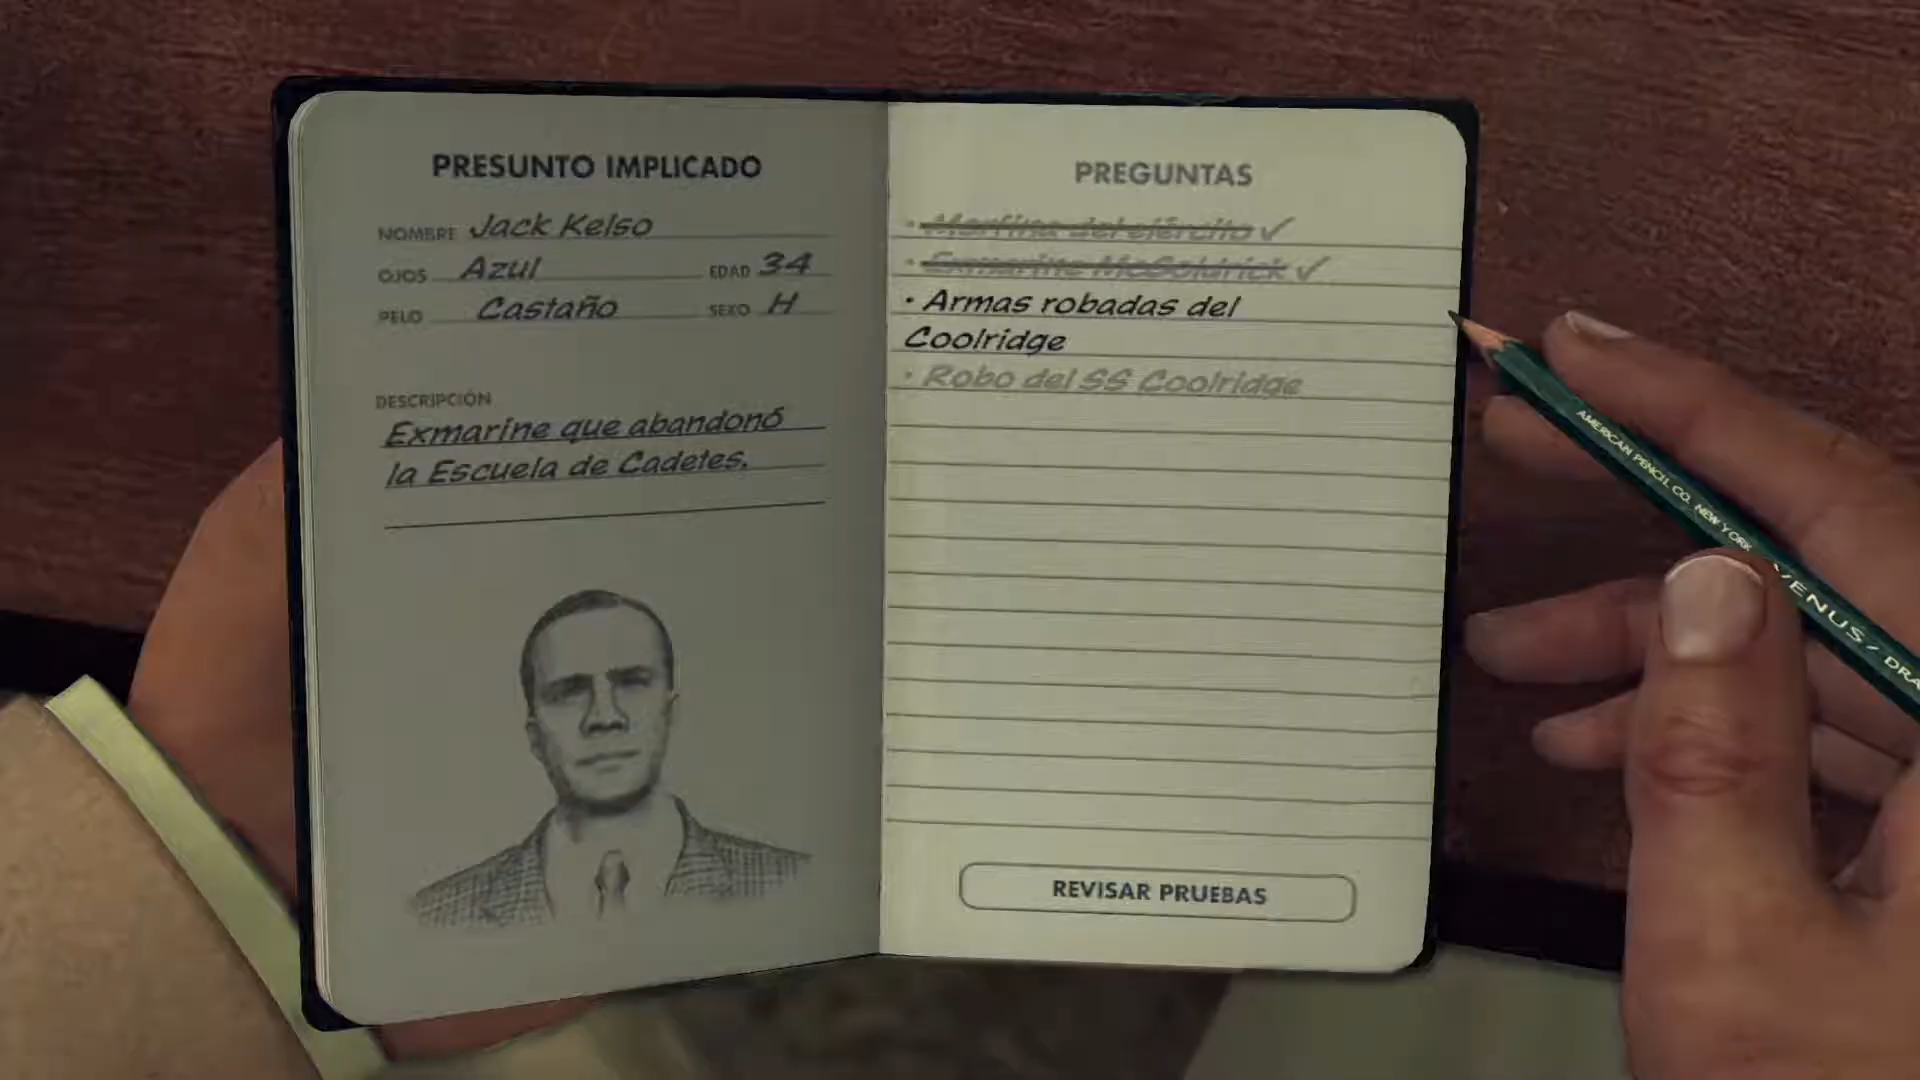 PRESUNTO IMPLICADO
NOMBRE Jack Kelso
OJOS Azul EDAD 34
PELO Castaño SEXO H
DESCRIPCIÓN
Exmarine que abandonó
la Escuela de Cadetes.
PREGUNTAS
• Morfina del ejército ✓
• Exmarine McGoldrick ✓
• Armas robadas del
Coolridge
• Robo del SS Coolridge
REVISAR PRUEBAS
AMERICAN PENCIL CO. NEW YORK VENUS